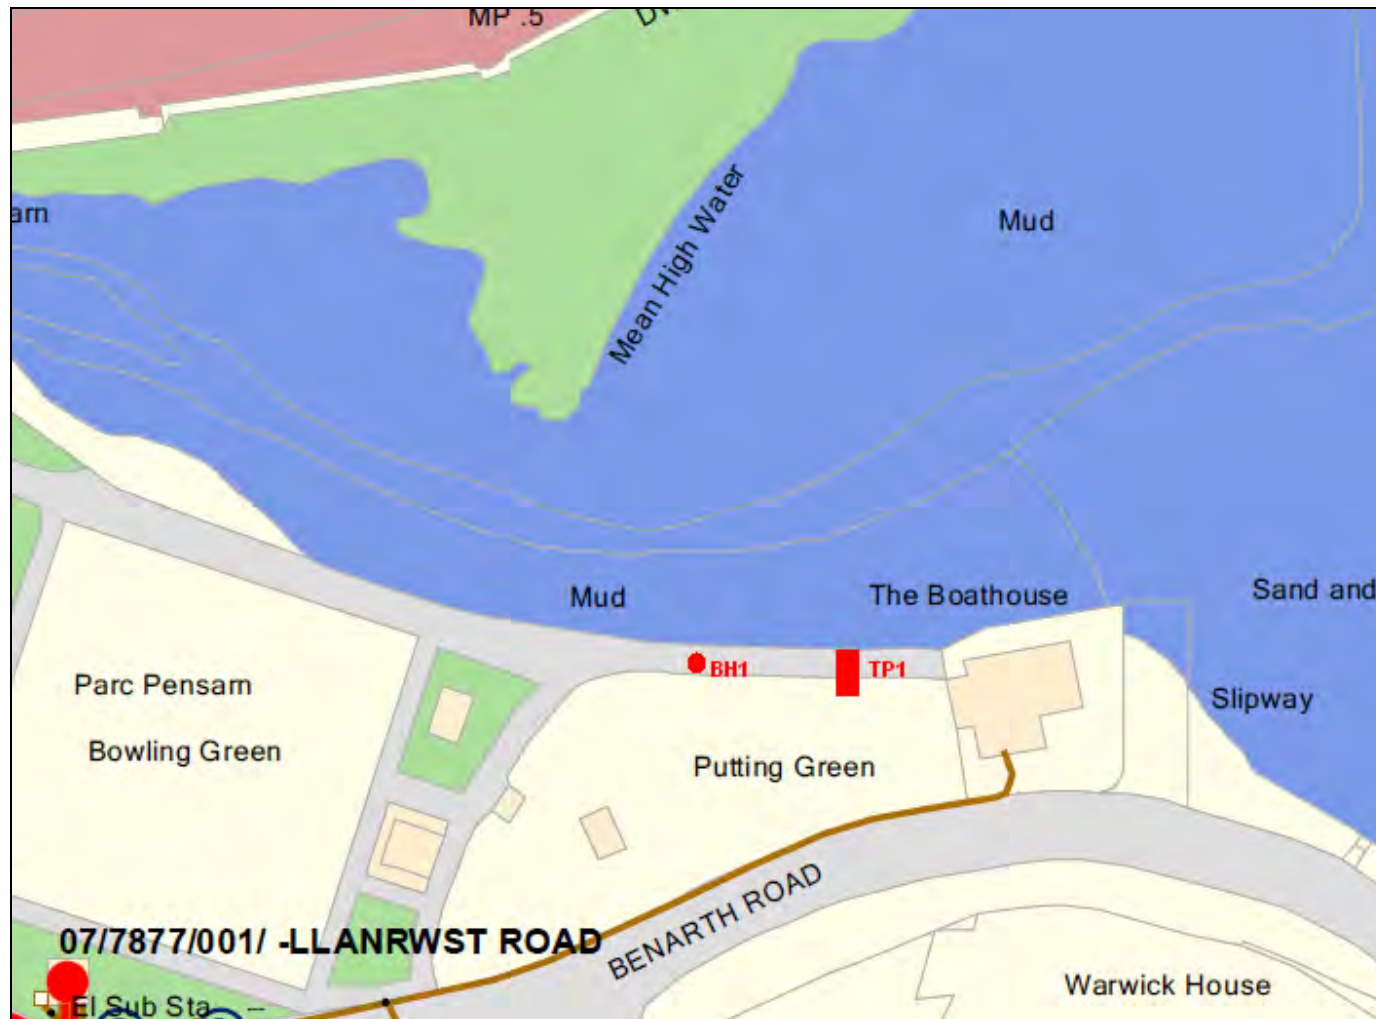 MP .5
arn
Mean High Water
Mud
Mud
The Boathouse
Sand and
BH1
TP1
Parc Pensarn
Slipway
Bowling Green
Putting Green
BENARTH ROAD
07/7877/001/ -LLANRWST ROAD
Warwick House
El Sub Sta